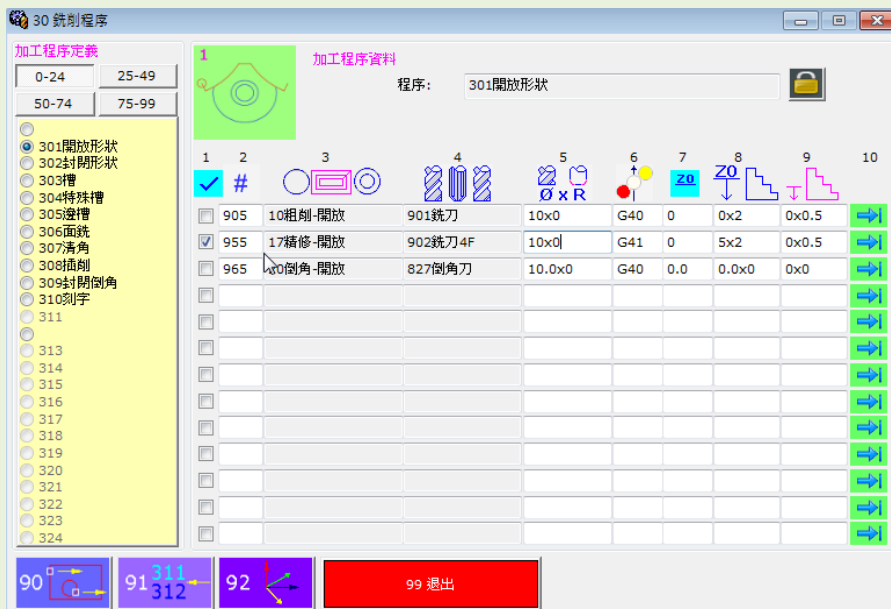 30 銑削程序
加工程序定義
0-24 25-49
50-74 75-99
301開放形狀
302封閉形狀
303槽
304特殊槽
305潑槽
306面銑
307清角
308插削
309封閉倒角
310刻字
311
313
314
315
316
317
318
319
320
321
322
323
324
1
加工程序資料
程序: 301開放形狀
1 2 3 4 5 6 7 8 9 10
# Ø x R Z0 Z0
905 10粗削-開放 901銑刀 10x0 G40 0 0x2 0x0.5
955 17精修-開放 902銑刀4F 10x0 G41 0 5x2 0x0.5
965 0倒角-開放 827倒角刀 10.0x0 G40 0.0 0.0x0 0x0
90 91 311 312 92 99 退出